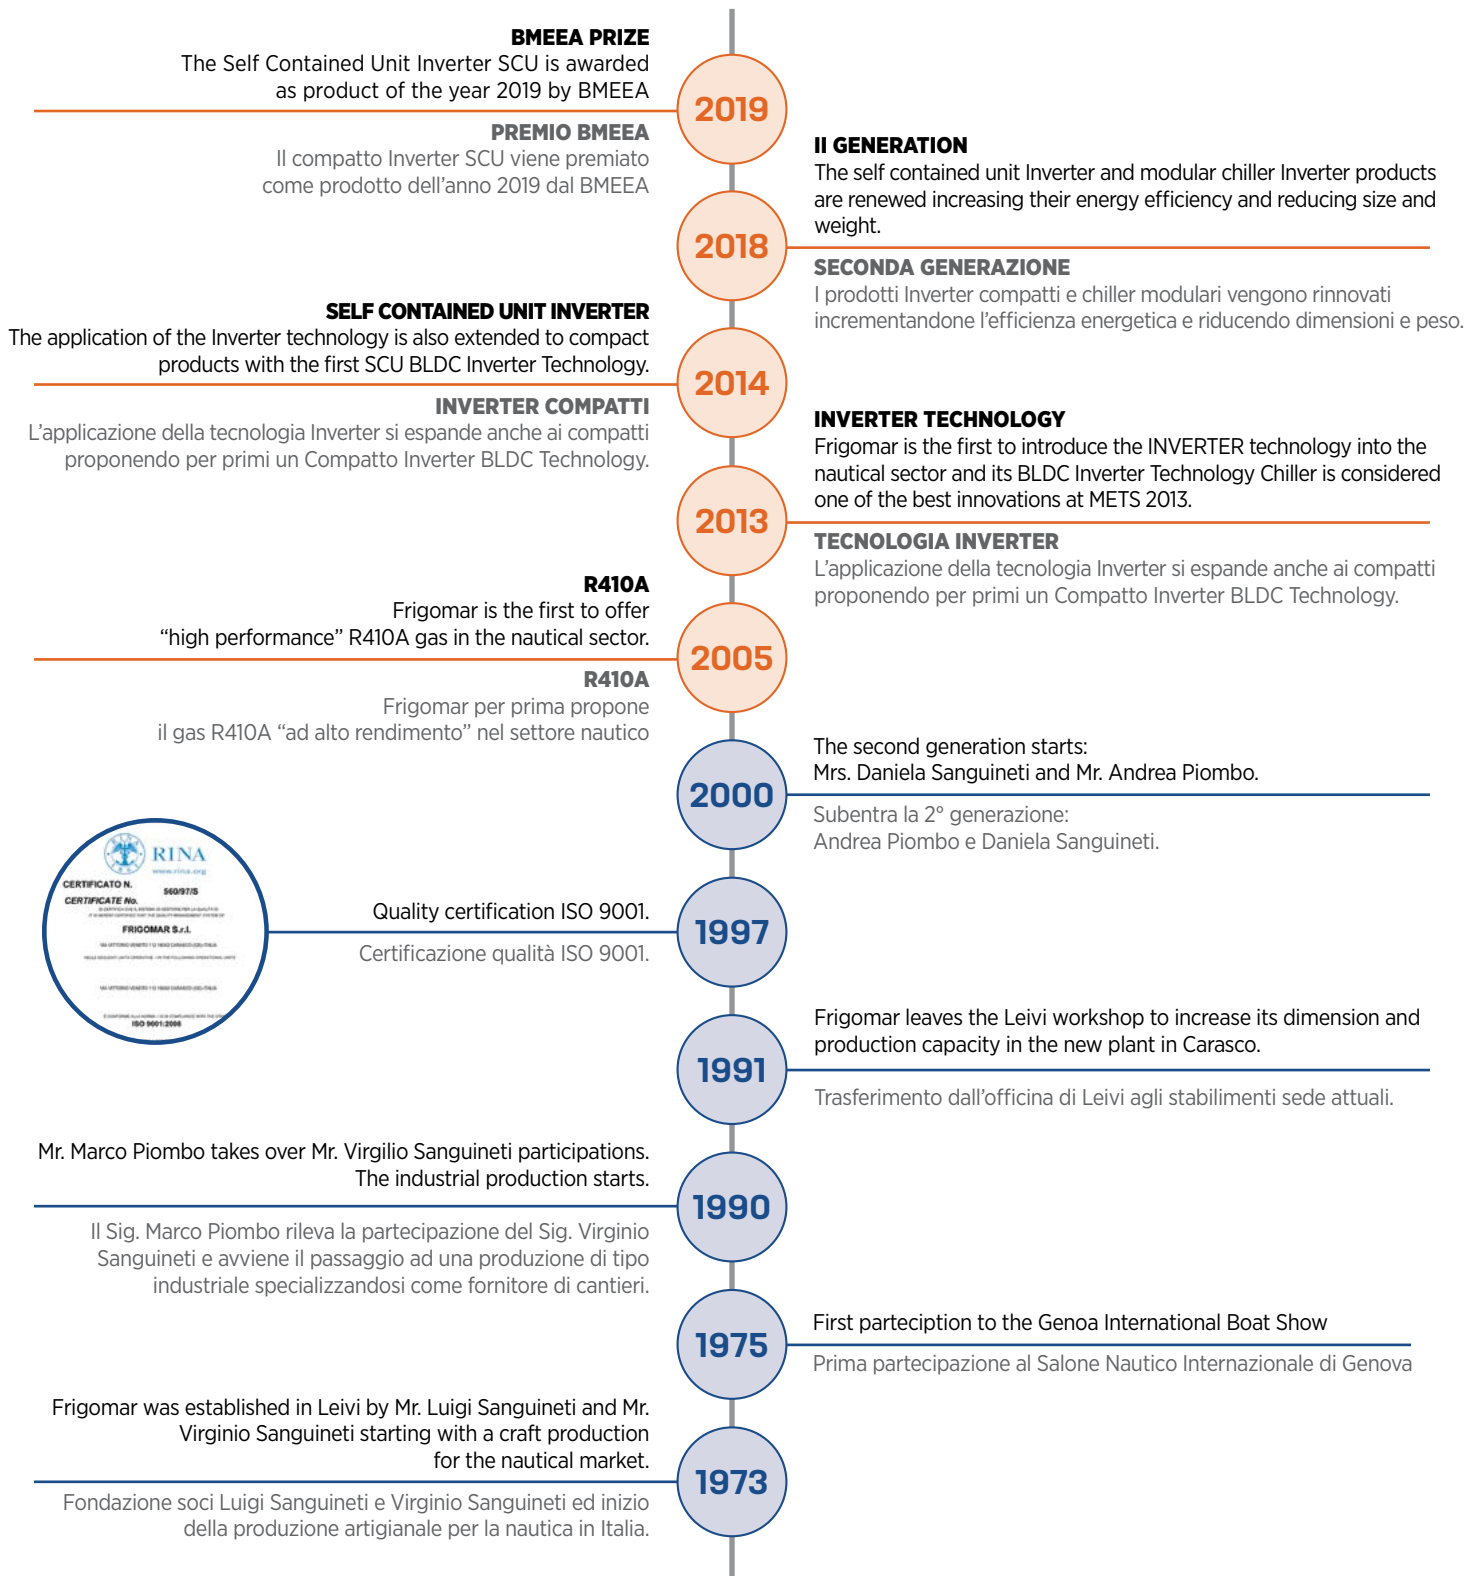 BMEEA PRIZE
The Self Contained Unit Inverter SCU is awarded
as product of the year 2019 by BMEEA
2019
PREMIO BMEEA
Il compatto Inverter SCU viene premiato
come prodotto dell'anno 2019 dal BMEEA
II GENERATION
The self contained unit Inverter and modular chiller Inverter products
are renewed increasing their energy efficiency and reducing size and
weight.
2018
SECONDA GENERAZIONE
I prodotti Inverter compatti e chiller modulari vengono rinnovati
incrementandone l'efficienza energetica e riducendo dimensioni e peso.
SELF CONTAINED UNIT INVERTER
The application of the Inverter technology is also extended to compact
products with the first SCU BLDC Inverter Technology.
2014
INVERTER COMPATTI
L'applicazione della tecnologia Inverter si espande anche ai compatti
proponendo per primi un Compatto Inverter BLDC Technology.
INVERTER TECHNOLOGY
Frigomar is the first to introduce the INVERTER technology into the
nautical sector and its BLDC Inverter Technology Chiller is considered
one of the best innovations at METS 2013.
2013
TECNOLOGIA INVERTER
L'applicazione della tecnologia Inverter si espande anche ai compatti
proponendo per primi un Compatto Inverter BLDC Technology.
R410A
Frigomar is the first to offer
“high performance” R410A gas in the nautical sector.
2005
R410A
Frigomar per prima propone
il gas R410A “ad alto rendimento” nel settore nautico
The second generation starts:
Mrs. Daniela Sanguineti and Mr. Andrea Piombo.
2000
Subentra la 2° generazione:
Andrea Piombo e Daniela Sanguineti.
RINA
www.rina.org
CERTIFICATO N.
560/97/S
CERTIFICATE No.
FRIGOMAR S.r.l.
ISO 9001:2008
Quality certification ISO 9001.
1997
Certificazione qualità ISO 9001.
Frigomar leaves the Leivi workshop to increase its dimension and
production capacity in the new plant in Carasco.
1991
Trasferimento dall'officina di Leivi agli stabilimenti sede attuali.
Mr. Marco Piombo takes over Mr. Virgilio Sanguineti participations.
The industrial production starts.
1990
Il Sig. Marco Piombo rileva la partecipazione del Sig. Virginio
Sanguineti e avviene il passaggio ad una produzione di tipo
industriale specializzandosi come fornitore di cantieri.
First parteciption to the Genoa International Boat Show
1975
Prima partecipazione al Salone Nautico Internazionale di Genova
Frigomar was established in Leivi by Mr. Luigi Sanguineti and Mr.
Virginio Sanguineti starting with a craft production
for the nautical market.
1973
Fondazione soci Luigi Sanguineti e Virginio Sanguineti ed inizio
della produzione artigianale per la nautica in Italia.